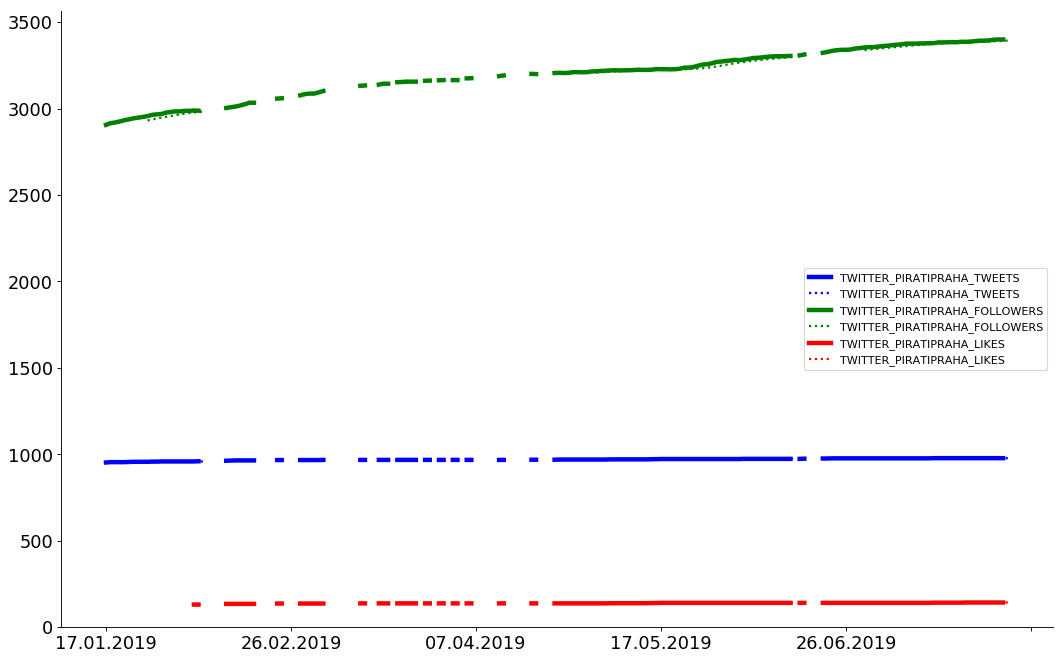 3500
3000
2500
2000
1500
1000
500
0
TWITTER_PIRATIPRAHA_TWEETS
TWITTER_PIRATIPRAHA_TWEETS
TWITTER_PIRATIPRAHA_FOLLOWERS
TWITTER_PIRATIPRAHA_FOLLOWERS
TWITTER_PIRATIPRAHA_LIKES
TWITTER_PIRATIPRAHA_LIKES
17.01.2019 26.02.2019 07.04.2019 17.05.2019 26.06.2019